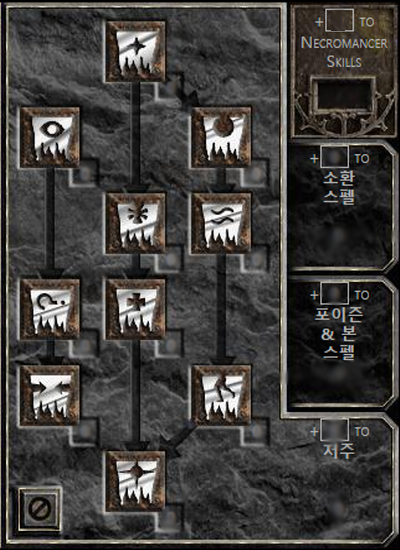 + TO
NECROMANCER
SKILLS
+ TO
소환
스펠
+ TO
포이즌
& 본
스펠
+ TO
저주